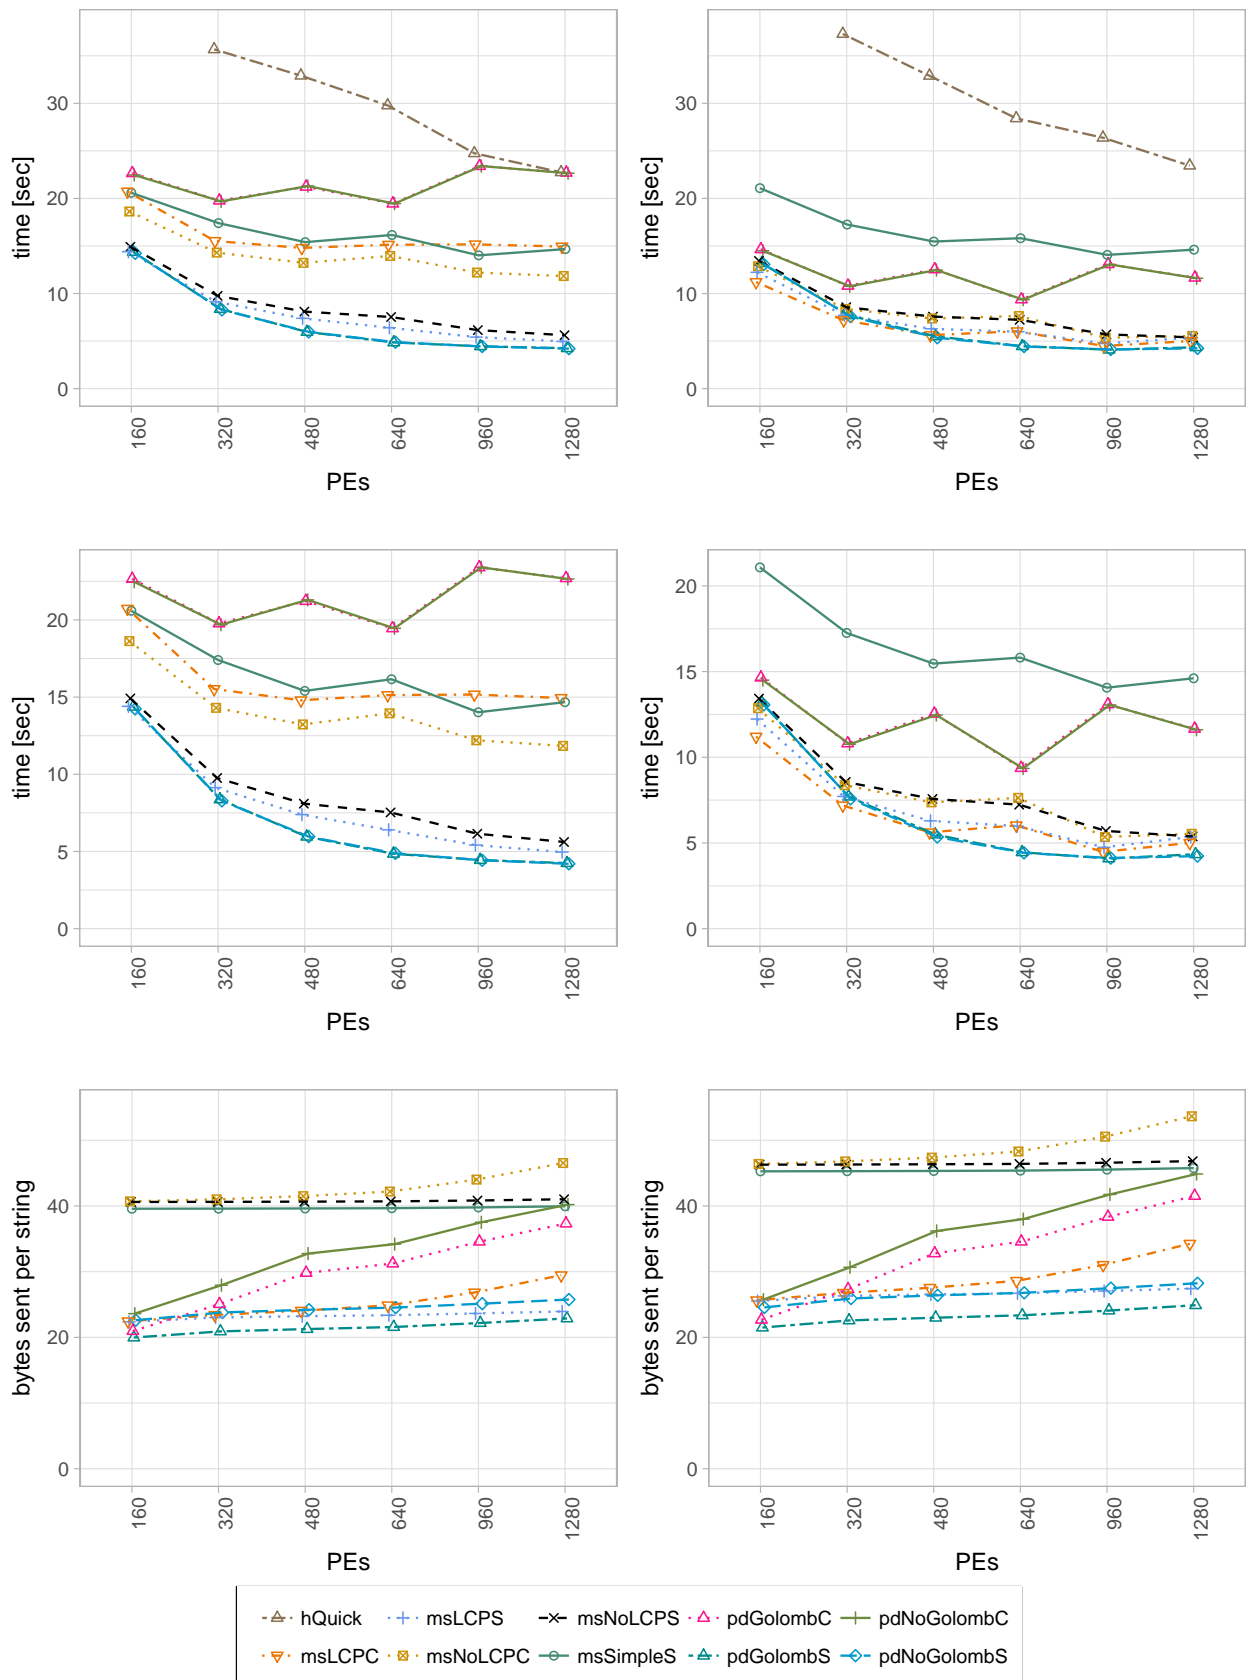 time [sec]
30
20
10
0
160 320 480 640 960 1280
PEs
time [sec]
30
20
10
0
160 320 480 640 960 1280
PEs
time [sec]
20
15
10
5
0
160 320 480 640 960 1280
PEs
time [sec]
20
15
10
5
0
160 320 480 640 960 1280
PEs
bytes sent per string
40
20
0
160 320 480 640 960 1280
PEs
bytes sent per string
40
20
0
160 320 480 640 960 1280
PEs
hQuick msLCPS msNoLCPS pdGolombC pdNoGolombC
msLCPC msNoLCPC msSimpleS pdGolombS pdNoGolombS